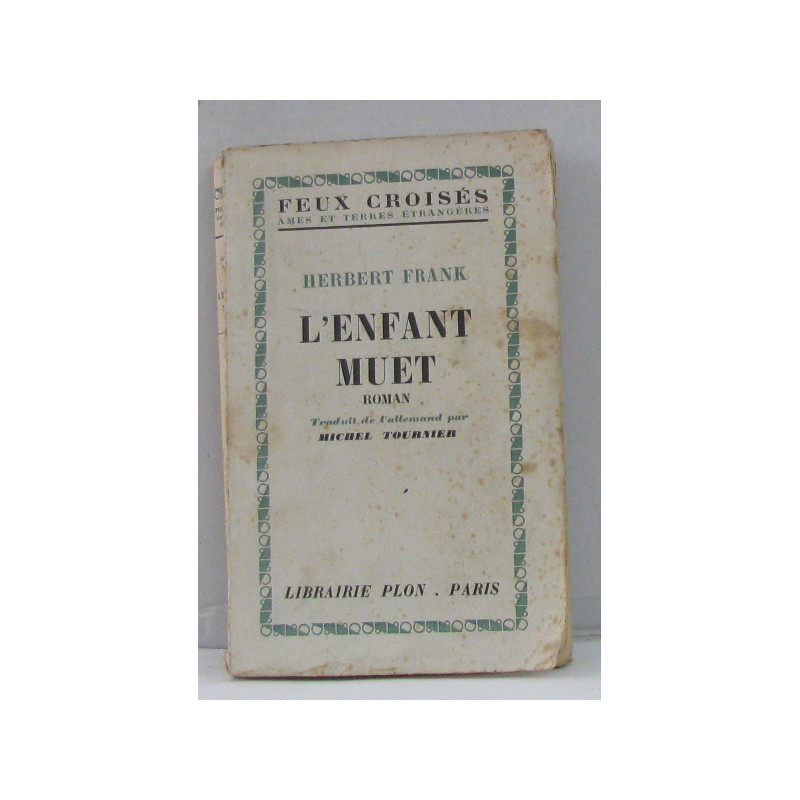 FEUX CROISÉS
AMES ET TERRES ÉTRANGÈRES
HERBERT FRANK
L'ENFANT
MUET
ROMAN
Traduit de l'allemand par
MICHEL TOURNIER
LIBRAIRIE PLON . PARIS